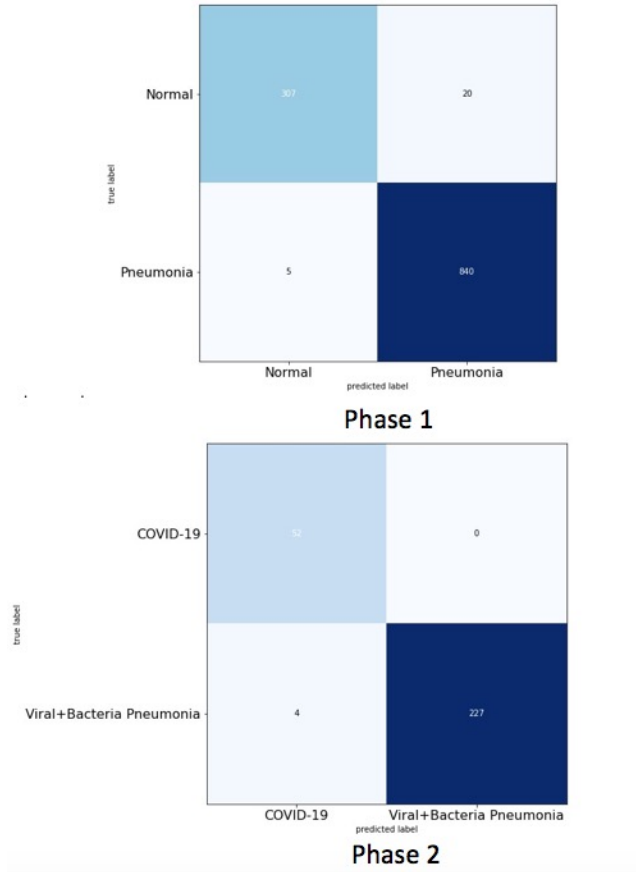 307
20
Normal
true label
5
840
Pneumonia
Normal
Pneumonia
predicted label
Phase 1
52
0
COVID-19
true label
4
227
Viral+Bacteria Pneumonia
COVID-19
Viral+Bacteria Pneumonia
predicted label
Phase 2